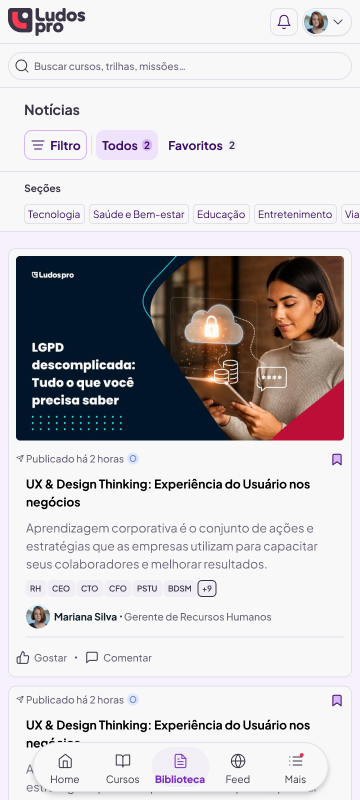 Ludos
pro
Buscar cursos, trilhas, missões...
Notícias
Filtro
Todos 2
Favoritos 2
Seções
Tecnologia
Saúde e Bem-estar
Educação
Entretenimento
Via
Ludospro
LGPD
descomplicada:
Tudo o que você
precisa saber
Publicado há 2 horas
UX & Design Thinking: Experiência do Usuário nos
negócios
Aprendizagem corporativa é o conjunto de ações e
estratégias que as empresas utilizam para capacitar
seus colaboradores e melhorar resultados.
RH CEO CTO CFO PSTU BDSM +9
Mariana Silva • Gerente de Recursos Humanos
Gostar • Comentar
Publicado há 2 horas
UX & Design Thinking: Experiência do Usuário nos
Home
Cursos
Biblioteca
Feed
Mais